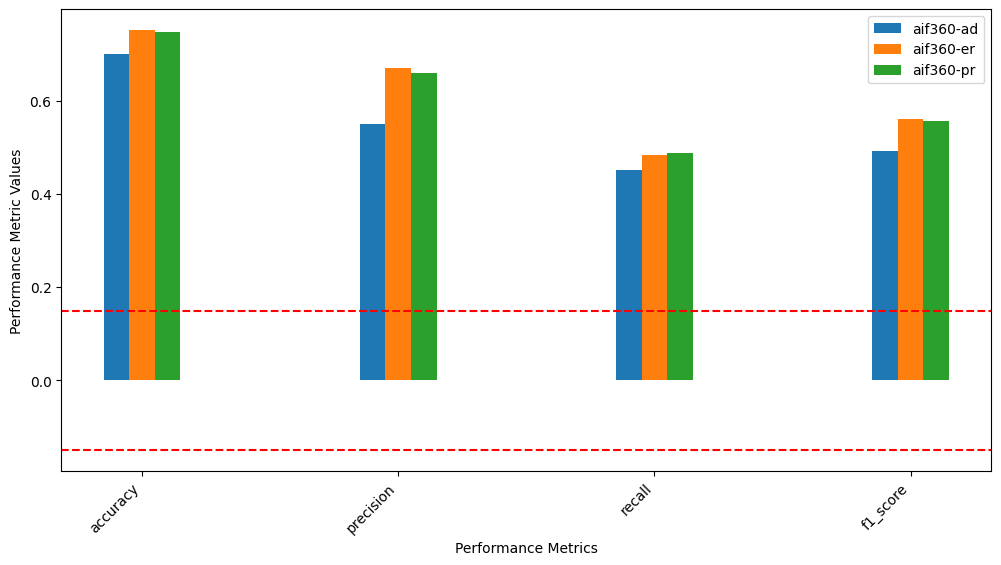 aif360-ad
aif360-er
aif360-pr
Performance Metric Values
0.6
0.4
0.2
0.0
accuracy
precision
recall
f1_score
Performance Metrics